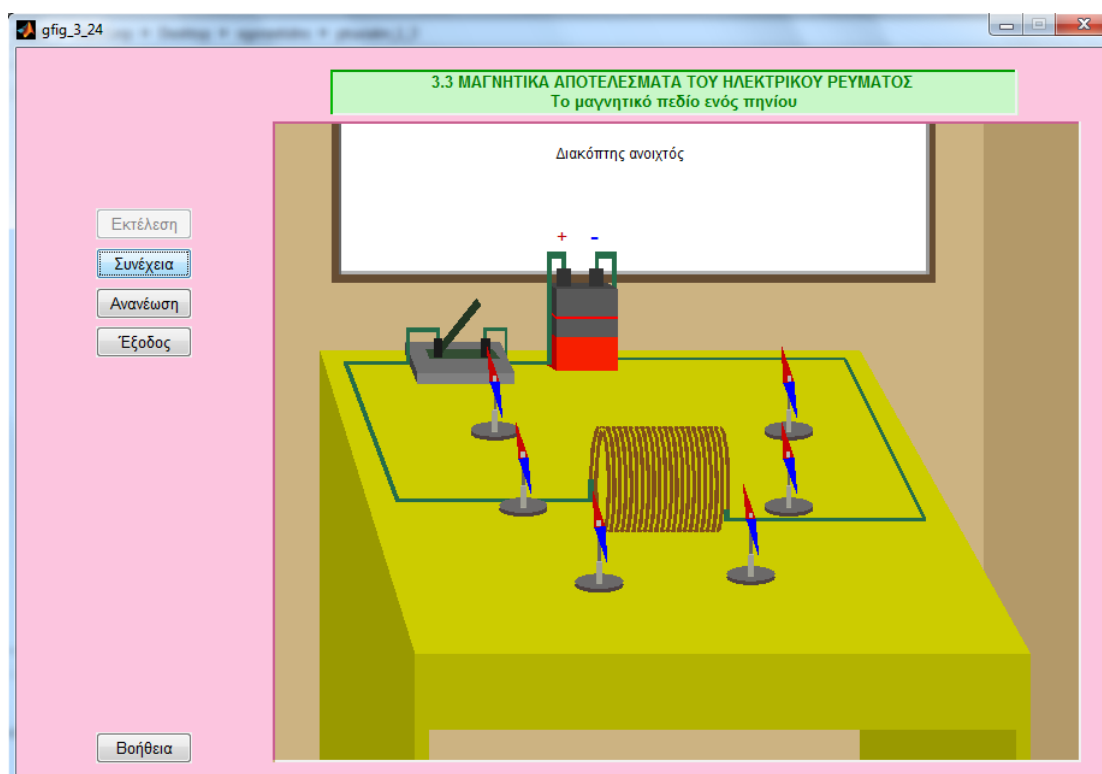 gfig_3_24
3.3 ΜΑΓΝΗΤΙΚΑ ΑΠΟΤΕΛΕΣΜΑΤΑ ΤΟΥ ΗΛΕΚΤΡΙΚΟΥ ΡΕΥΜΑΤΟΣ
Το μαγνητικό πεδίο ενός πηνίου
Διακόπτης ανοιχτός
+ -
Εκτέλεση
Συνέχεια
Ανανέωση
Έξοδος
Βοήθεια